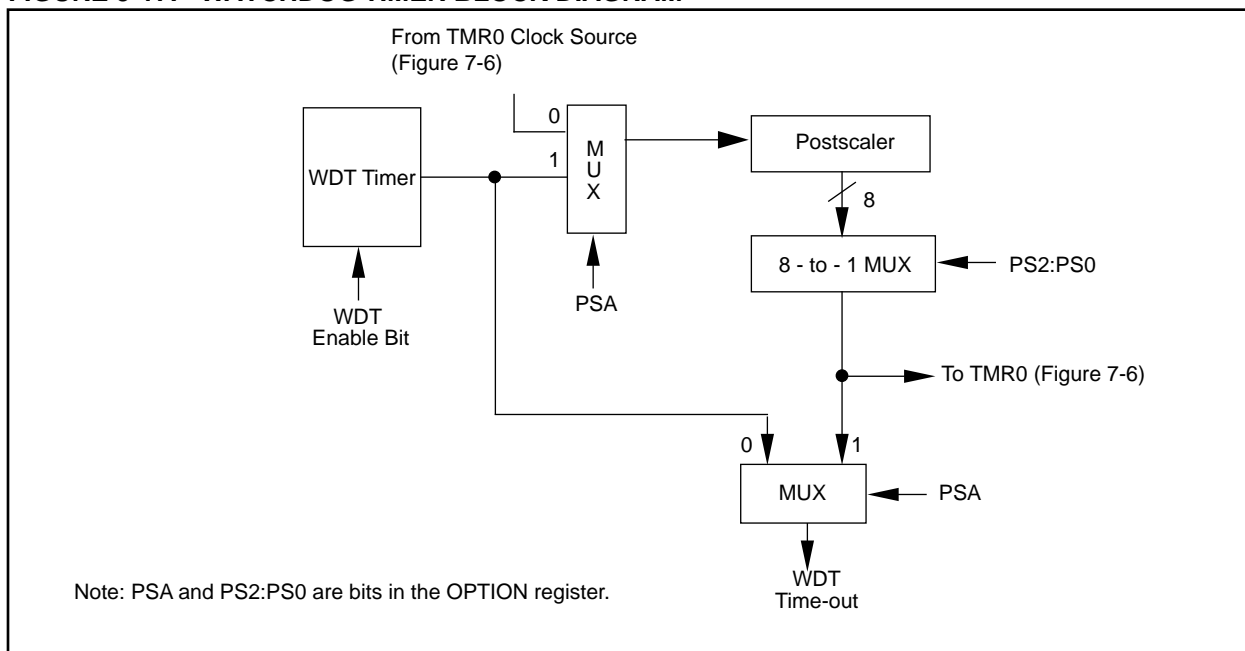 From TMR0 Clock Source
(Figure 7-6)
0
1
M
U
X
Postscaler
WDT Timer
8
8 - to - 1 MUX
PS2:PS0
PSA
WDT
Enable Bit
To TMR0 (Figure 7-6)
0
1
MUX
PSA
WDT
Time-out
Note: PSA and PS2:PS0 are bits in the OPTION register.